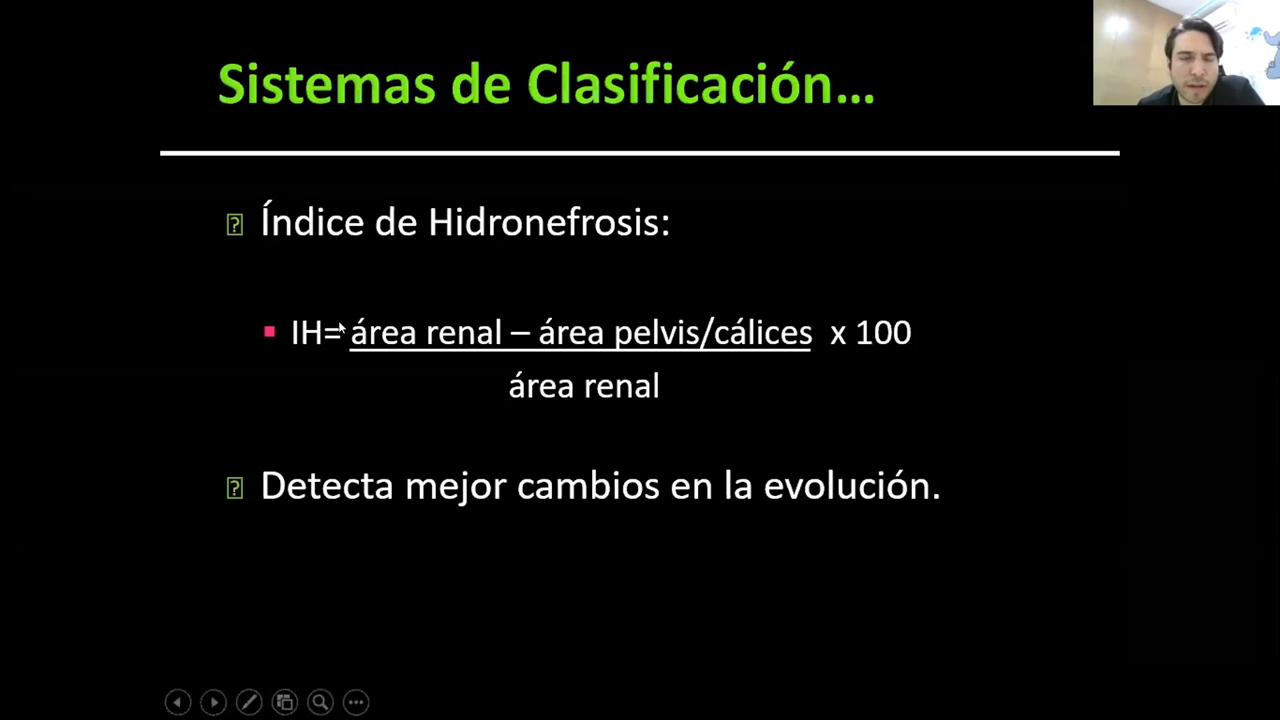 Sistemas de Clasificación...
Índice de Hidronefrosis:
IH= área renal – área pelvis/cálices x 100
área renal
Detecta mejor cambios en la evolución.